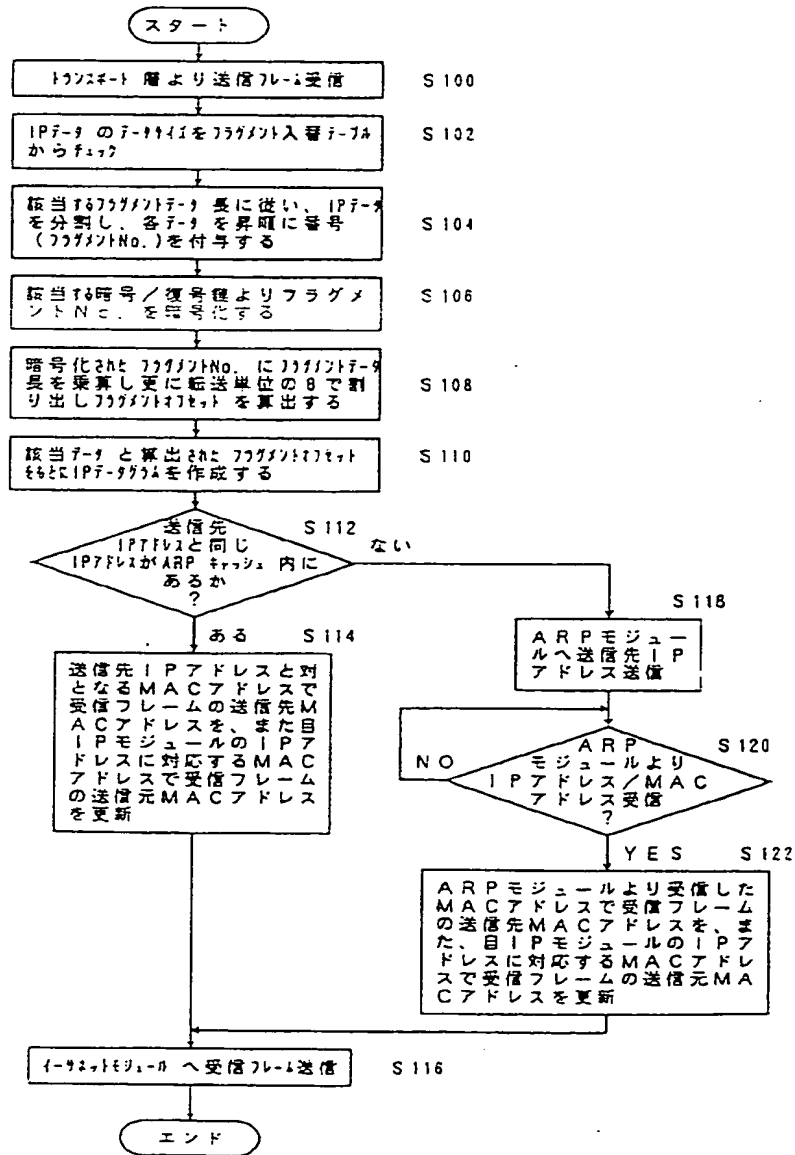 スタート
トランスポート 層より送信フレーム受信
S100
IPデータ のデータサイズをフラグメント入替テーブル
からチェック
S102
該当するフラグメントデータ 長に従い、IPデータ
を分割し、各データ を昇順に番号
(フラグメントNo.)を付与する
S104
該当する暗号/復号鍵よりフラグメ
ントNo. を暗号化する
S106
暗号化された フラグメントNo. にフラグメントデータ
長を乗算し更に転送単位の8で割
り出しフラグメントオフセット を算出する
S108
該当データ と算出された フラグメントオフセット
をもとにIPデータグラムを作成する
S110
送信先
IPアドレスと同じ
IPアドレスがARP キャッシュ 内に
あるか
?
S112
ない
ある
S114
送信先IPアドレスと対
となるMACアドレスで
受信フレームの送信先M
ACアドレスを、また自
IPモジュールのIPア
ドレスに対応するMAC
アドレスで受信フレーム
の送信元MACアドレス
を更新
S118
ARPモジュー
ルへ送信先IP
アドレス送信
ARP
モジュールより
IPアドレス/MAC
アドレス受信
?
S120
NO
YES
S122
ARPモジュールより受信した
MACアドレスで受信フレーム
の送信先MACアドレスを、ま
た、自IPモジュールのIPア
ドレスに対応するMACアドレ
スで受信フレームの送信元MA
Cアドレスを更新
イーサネットモジュール へ受信フレーム送信
S116
エンド